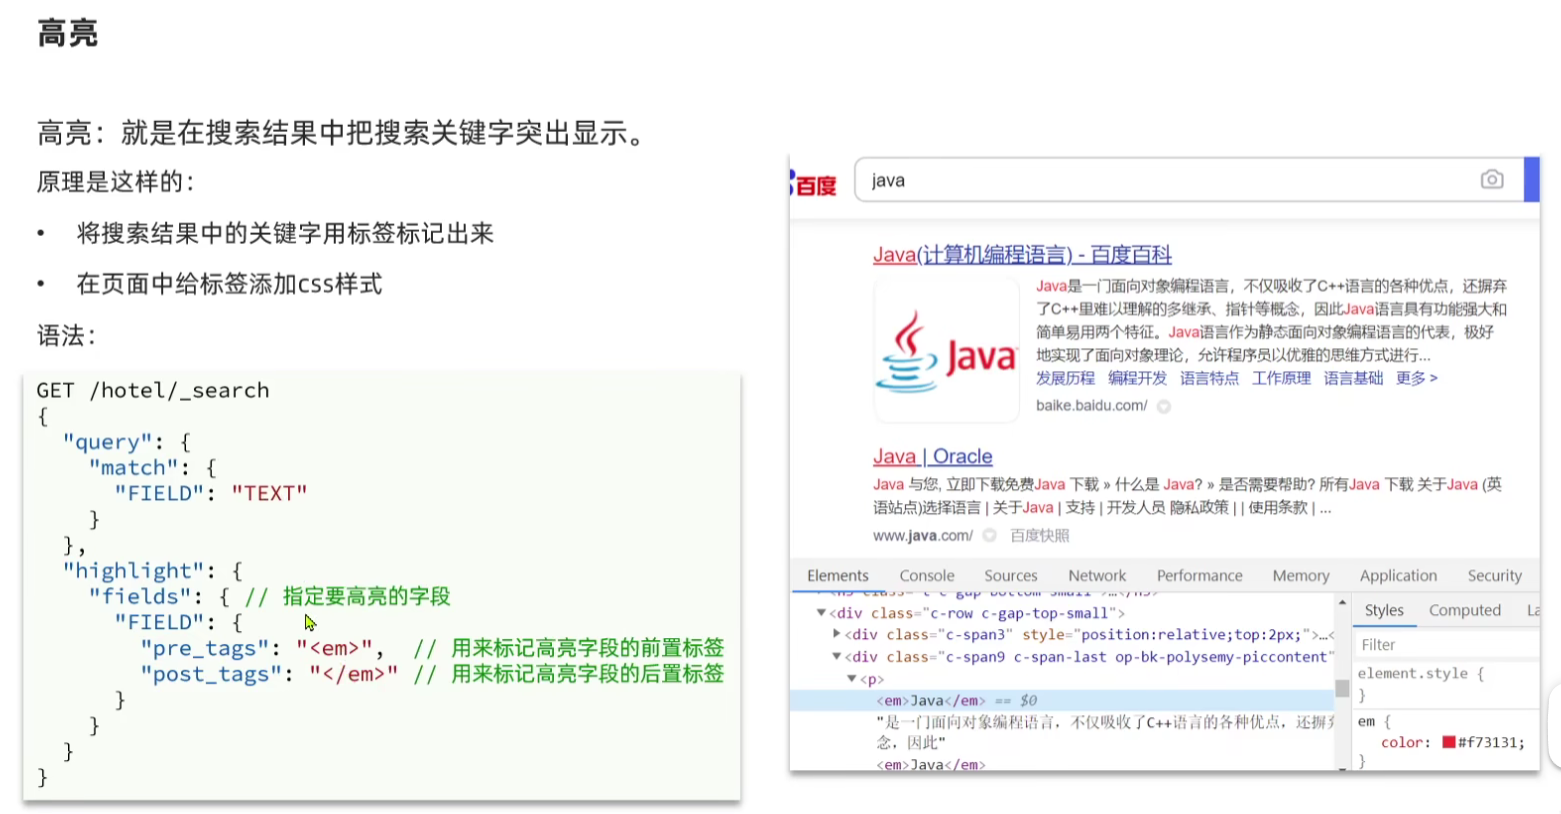 高亮
高亮：就是在搜索结果中把搜索关键字突出显示。
原理是这样的：
• 将搜索结果中的关键字用标签标记出来
• 在页面中给标签添加css样式
语法：
GET /hotel/_search
{
  "query": {
    "match": {
      "FIELD": "TEXT"
    }
  },
  "highlight": {
    "fields": { // 指定要高亮的字段
      "FIELD": {
        "pre_tags": "<em>",  // 用来标记高亮字段的前置标签
        "post_tags": "</em>" // 用来标记高亮字段的后置标签
      }
    }
  }
}
百度
java
Java(计算机编程语言) - 百度百科
Java是一门面向对象编程语言，不仅吸收了C++语言的各种优点，还摒弃
了C++里难以理解的多继承、指针等概念，因此Java语言具有功能强大和
简单易用两个特征。Java语言作为静态面向对象编程语言的代表，极好
地实现了面向对象理论，允许程序员以优雅的思维方式进行...
Java
发展历程 编程开发 语言特点 工作原理 语言基础 更多 >
baike.baidu.com/
Java | Oracle
Java 与您, 立即下载免费Java 下载 » 什么是 Java? » 是否需要帮助? 所有Java 下载 关于Java (英
语站点)选择语言 | 关于Java | 支持 | 开发人员 隐私政策 | | 使用条款 | ...
www.java.com/ 百度快照
Elements Console Sources Network Performance Memory Application Security
<div class="c-row c-gap-top-small">
<div class="c-span3" style="position:relative;top:2px;">…<
<div class="c-span9 c-span-last op-bk-polysemy-piccontent"
<p>
<em>Java</em> == $0
"是一门面向对象编程语言，不仅吸收了C++语言的各种优点，还摒弃
念，因此"
<em>Java</em>
Styles Computed La
Filter
element.style {
}
em {
color: #f73131;
}